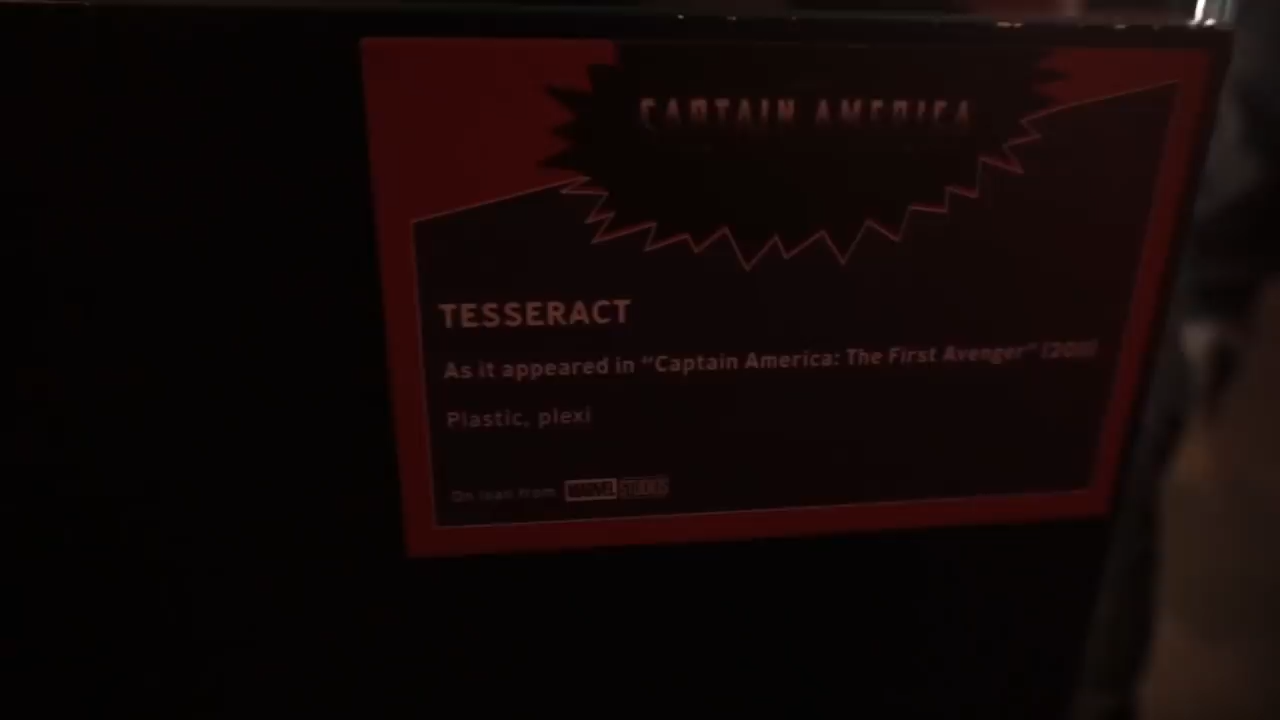 CAPTAIN AMERICA
TESSERACT
As it appeared in “Captain America: The First Avenger” (2011)
Plastic, plexi
On loan from MARVEL STUDIOS